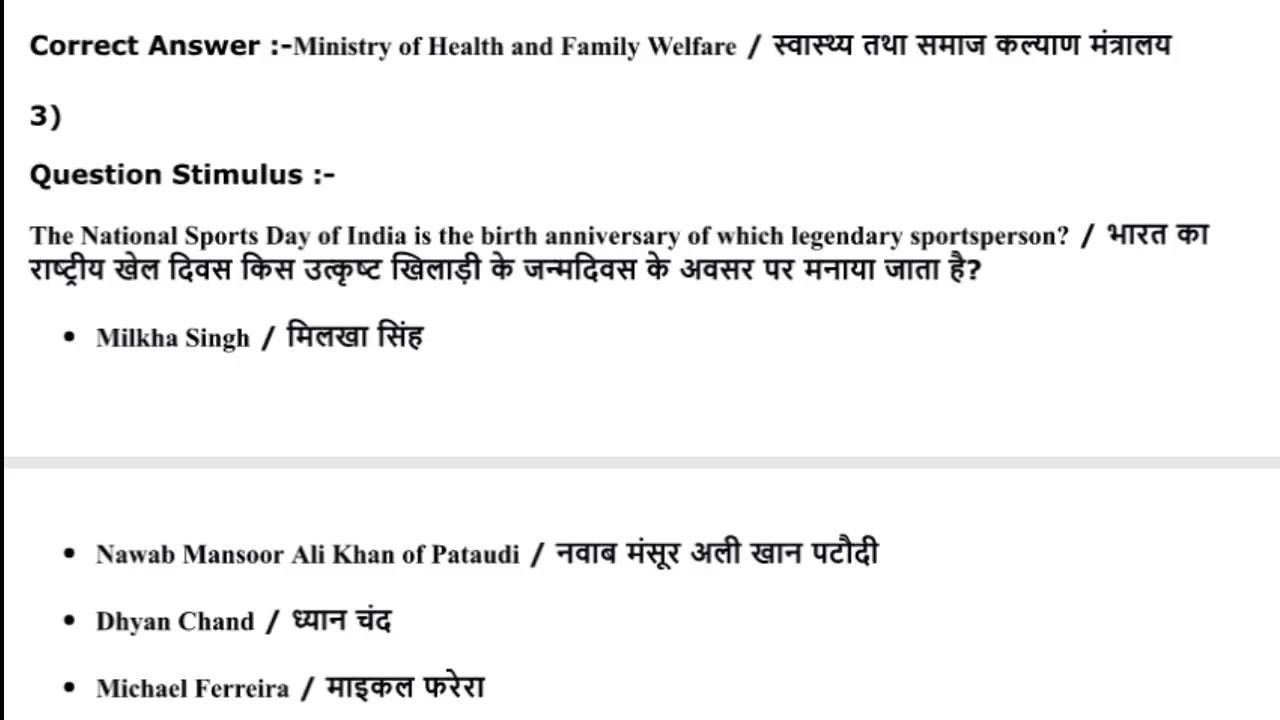 Correct Answer :-Ministry of Health and Family Welfare / स्वास्थ्य तथा समाज कल्याण मंत्रालय
3)
Question Stimulus :-
The National Sports Day of India is the birth anniversary of which legendary sportsperson? / भारत का
राष्ट्रीय खेल दिवस किस उत्कृष्ट खिलाड़ी के जन्मदिवस के अवसर पर मनाया जाता है?
• Milkha Singh / मिलखा सिंह
• Nawab Mansoor Ali Khan of Pataudi / नवाब मंसूर अली खान पटौदी
• Dhyan Chand / ध्यान चंद
• Michael Ferreira / माइकल फरेरा